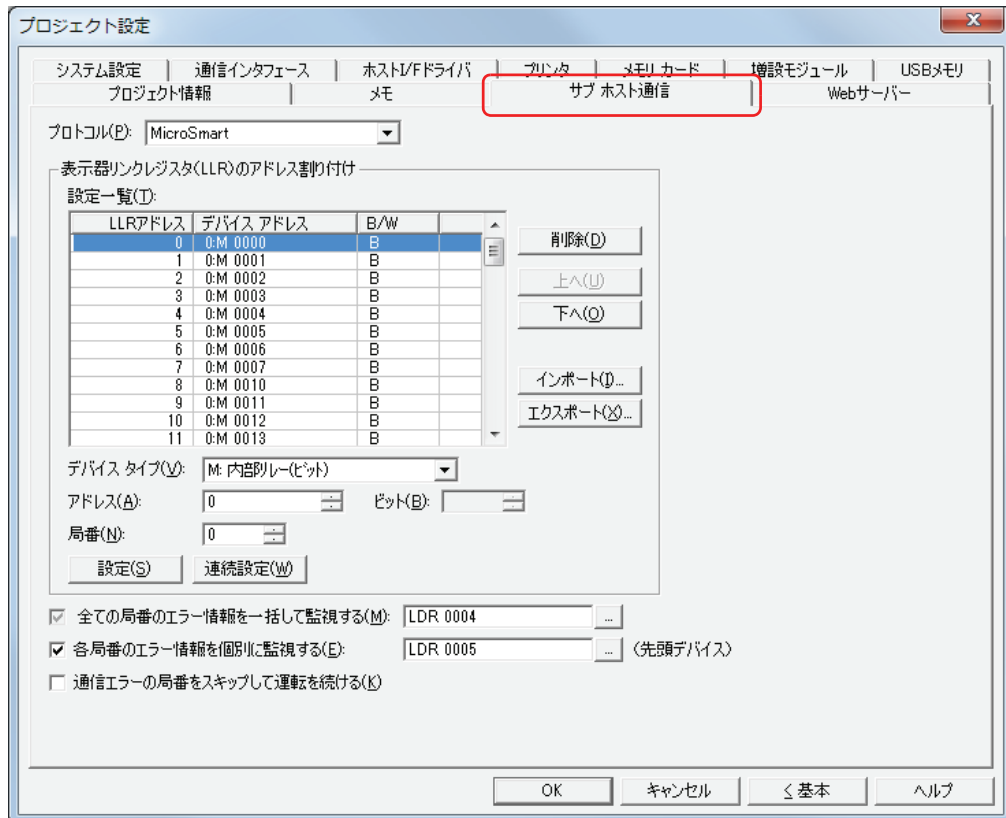 プロジェクト設定
システム設定 通信インタフェース ホストI/Fドライバ プリンタ メモリ カード 増設モジュール USBメモリ
プロジェクト情報 メモ サブ ホスト通信 Webサーバー
プロトコル(P): MicroSmart
表示器リンクレジスタ(LLR)のアドレス割り付け
設定一覧(T):
LLRアドレス デバイス アドレス B/W
0 0:M 0000 B
1 0:M 0001 B
2 0:M 0002 B
3 0:M 0003 B
4 0:M 0004 B
5 0:M 0005 B
6 0:M 0006 B
7 0:M 0007 B
8 0:M 0010 B
9 0:M 0011 B
10 0:M 0012 B
11 0:M 0013 B
削除(D)
上へ(U)
下へ(O)
インポート(I)...
エクスポート(X)...
デバイス タイプ(V): M: 内部リレー(ビット)
アドレス(A): 0 ビット(B):
局番(N): 0
設定(S) 連続設定(W)
全ての局番のエラー情報を一括して監視する(M): LDR 0004 ...
各局番のエラー情報を個別に監視する(E): LDR 0005 ... (先頭デバイス)
通信エラーの局番をスキップして運転を続ける(K)
OK キャンセル < 基本 ヘルプ